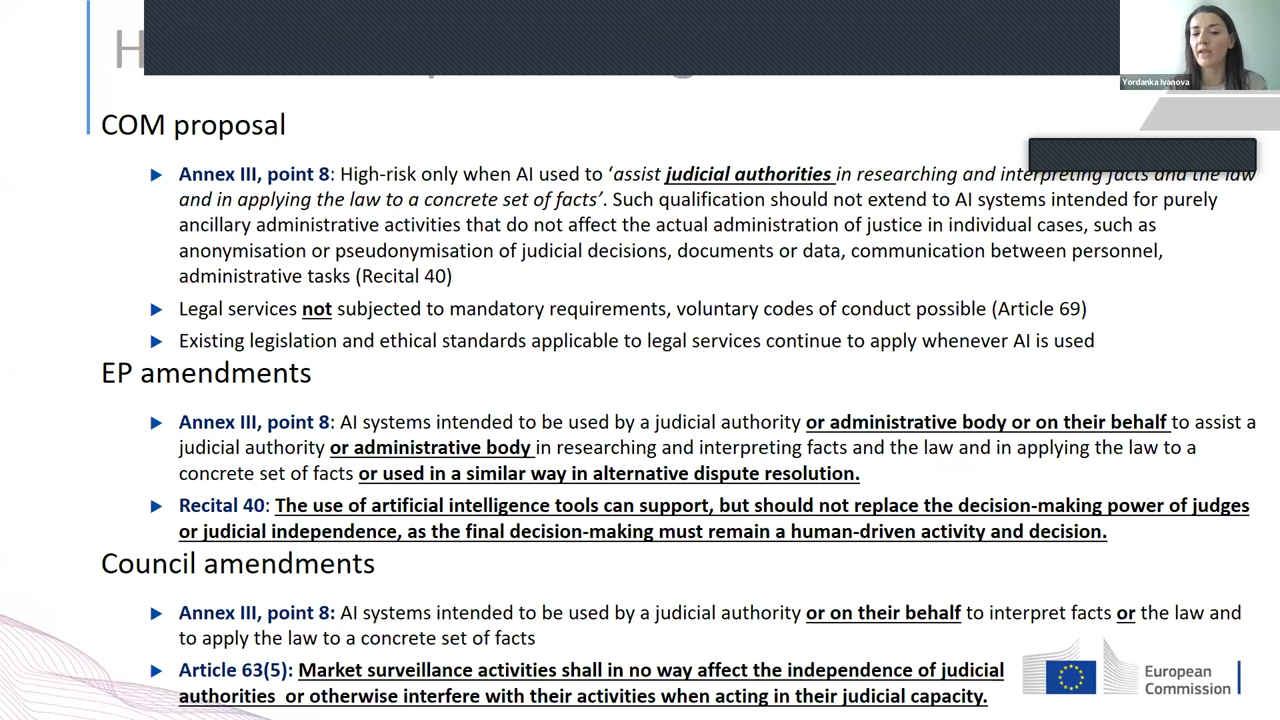 Yordanka Ivanova
COM proposal
Annex III, point 8: High-risk only when AI used to ‘assist judicial authorities in researching and interpreting facts and the law
and in applying the law to a concrete set of facts’. Such qualification should not extend to AI systems intended for purely
ancillary administrative activities that do not affect the actual administration of justice in individual cases, such as
anonymisation or pseudonymisation of judicial decisions, documents or data, communication between personnel,
administrative tasks (Recital 40)
Legal services not subjected to mandatory requirements, voluntary codes of conduct possible (Article 69)
Existing legislation and ethical standards applicable to legal services continue to apply whenever AI is used
EP amendments
Annex III, point 8: AI systems intended to be used by a judicial authority or administrative body or on their behalf to assist a
judicial authority or administrative body in researching and interpreting facts and the law and in applying the law to a
concrete set of facts or used in a similar way in alternative dispute resolution.
Recital 40: The use of artificial intelligence tools can support, but should not replace the decision-making power of judges
or judicial independence, as the final decision-making must remain a human-driven activity and decision.
Council amendments
Annex III, point 8: AI systems intended to be used by a judicial authority or on their behalf to interpret facts or the law and
to apply the law to a concrete set of facts
Article 63(5): Market surveillance activities shall in no way affect the independence of judicial
authorities or otherwise interfere with their activities when acting in their judicial capacity.
European
Commission